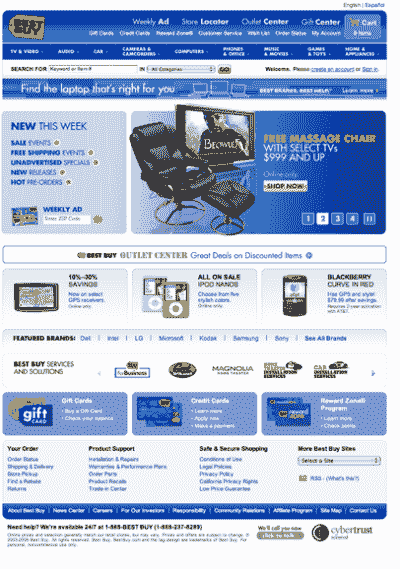 English | Español
BEST BUY
Weekly Ad Store Locator Outlet Center Gift Center Cart
Gift Cards Credit Cards Reward Zone® Customer Service Wish List Order Status My Account 0 Items
TV & VIDEO AUDIO CAR CAMERAS & CAMCORDERS COMPUTERS PHONES & OFFICE MUSIC & MOVIES GAMES & TOYS HOME & APPLIANCES
SEARCH FOR Keyword or Item# IN All Categories GO Welcome. Please create an account or Sign in.
Find the laptop that's right for you BEST BRANDS. BEST HELP. Learn more
NEW THIS WEEK
SALE EVENTS
FREE SHIPPING EVENTS
UNADVERTISED SPECIALS
NEW RELEASES
HOT PRE-ORDERS
WEEKLY AD
Enter ZIP Code
BEOWULF
FREE MASSAGE CHAIR
WITH SELECT TVs
$999 AND UP
Online only
SHOP NOW
1 2 3 4
BEST BUY OUTLET CENTER Great Deals on Discounted Items
10%-30%
SAVINGS
Now on select
GPS receivers.
Online only
ALL ON SALE
IPOD NANOS
Choose from five
stylish colors.
Online only
BLACKBERRY
CURVE IN RED
Has GPS and style!
$79.99 after savings.
Requires 2-year activation
with AT&T.
FEATURED BRANDS: Dell | Insignia | LG | Microsoft | Kodak | Samsung | Sony | See All Brands
BEST BUY SERVICES
AND SOLUTIONS
BEST BUY
for Business
MAGNOLIA
HOME THEATER
HOME THEATER
INSTALLATION
SERVICES
CAR
INSTALLATION
SERVICES
gift
card
Gift Cards
Buy a Gift Card
Check your balance
Credit Cards
Learn more
Apply now
Make a payment
Reward Zone®
Program
Learn more
Check points
Your Order
Order Status
Shipping & Delivery
Store Pickup
Find a Rebate
Returns
Product Support
Installation & Repairs
Warranties & Performance Plans
Order Parts
Product Recalls
Trade-in Center
Safe & Secure Shopping
Conditions of Use
Legal Policies
Privacy Policy
California Privacy Rights
Low Price Guarantee
More Best Buy Sites
Select a Site
RSS - (What's this?)
About Best Buy | News Center | Careers | For Our Investors | Responsibility | Community Relations | Affiliate Program | Site Map | Contact Us
Need help? We're available 24/7 at 1-888-BEST BUY (1-888-237-8289)
Online prices and selection generally match our retail stores, but may vary. Prices and offers are subject to change. © 2003-2008 Best Buy. All rights reserved. Best Buy, BestBuy.com and the tag design are trademarks of Best Buy. For personal, noncommercial use only.
We'll call you now
click to talk
cybertrust